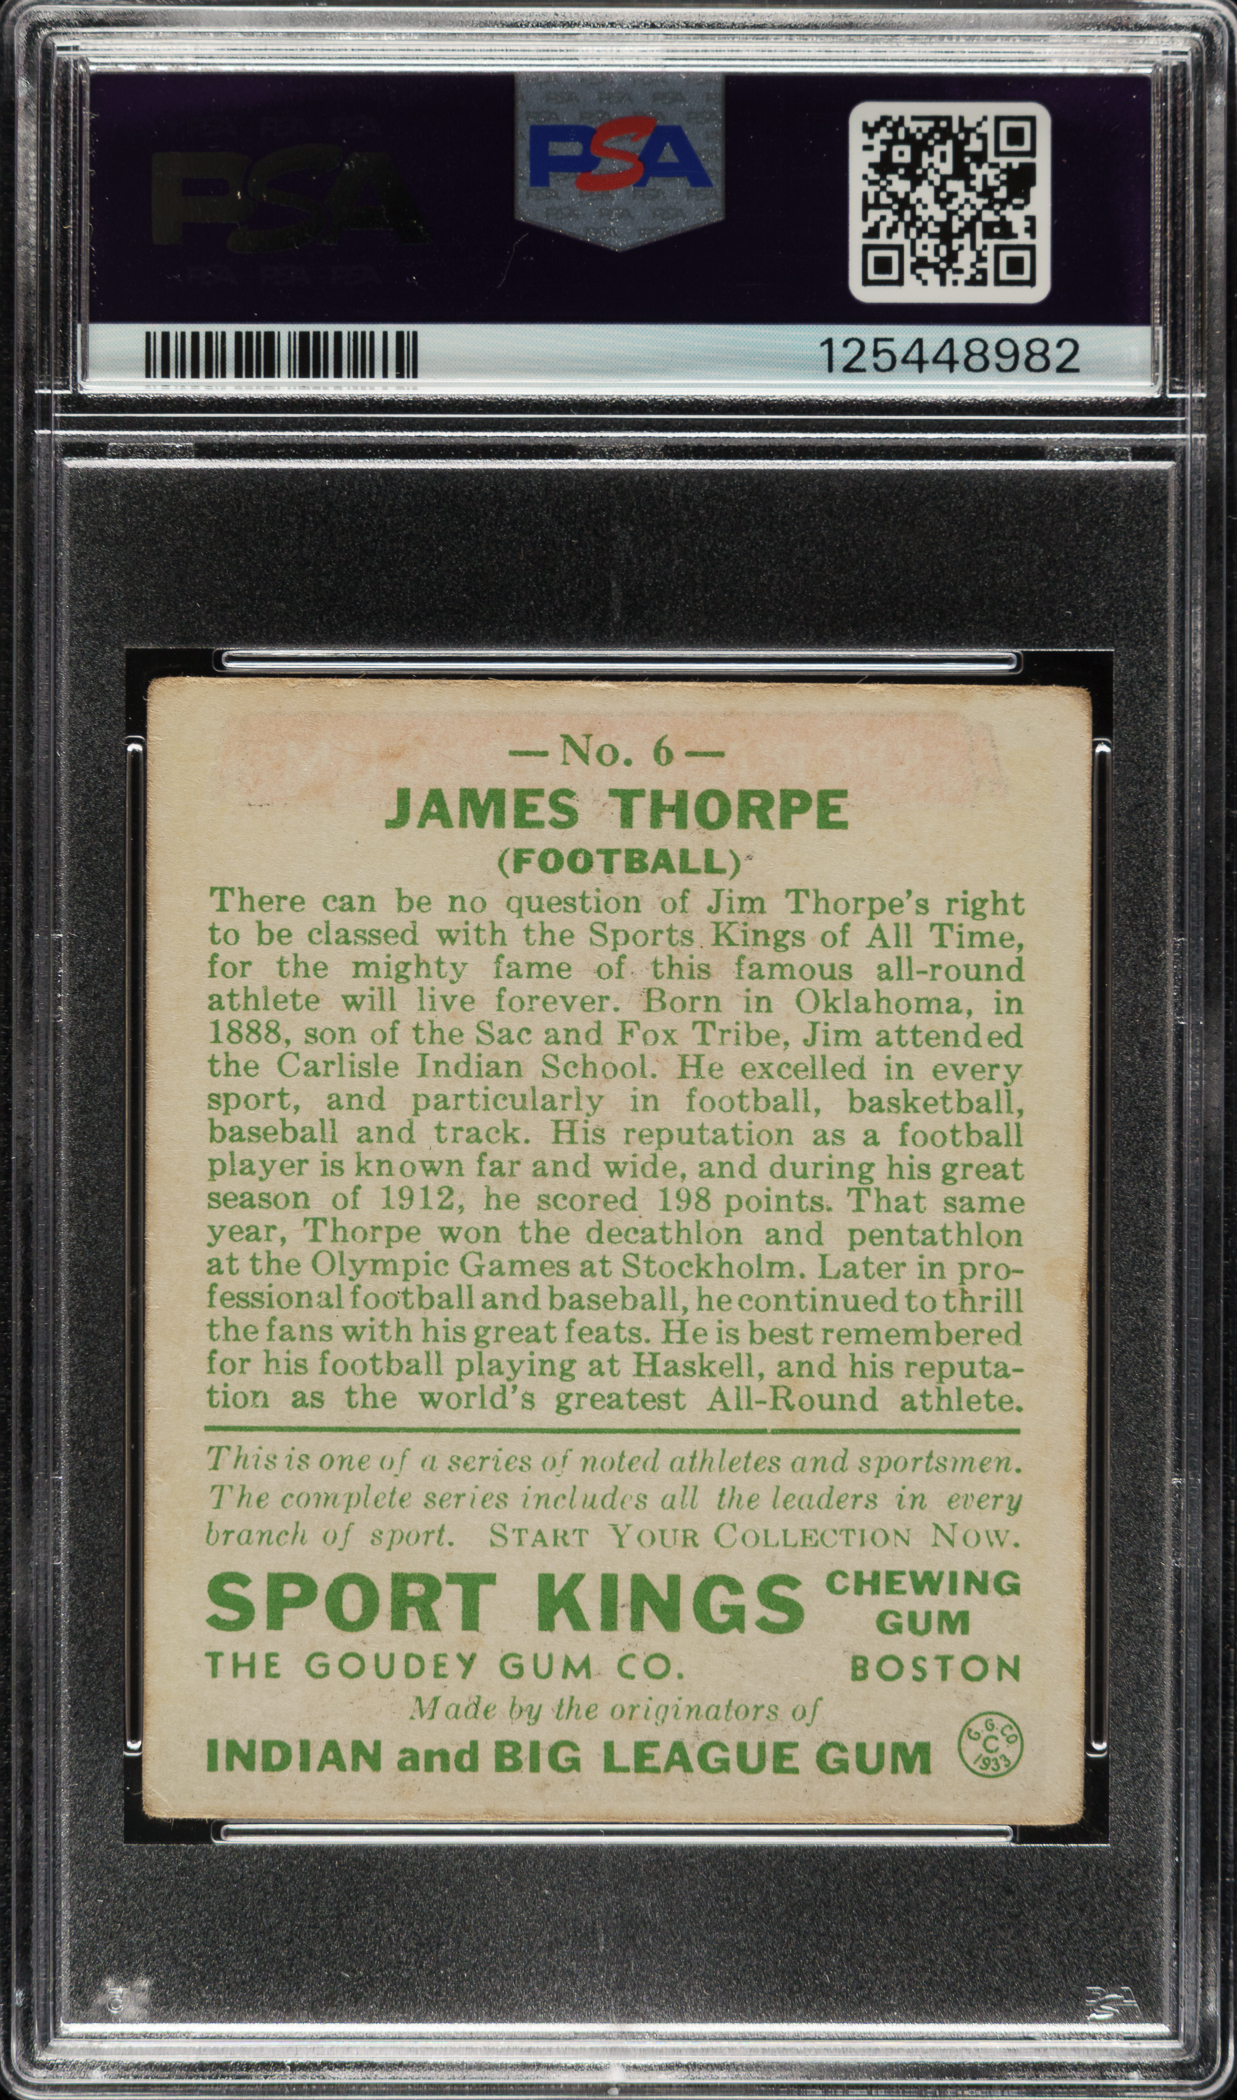 PSA
PSA
125448982
— No. 6 —
JAMES THORPE
(FOOTBALL)
There can be no question of Jim Thorpe's right
to be classed with the Sports Kings of All Time,
for the mighty fame of this famous all-round
athlete will live forever. Born in Oklahoma, in
1888, son of the Sac and Fox Tribe, Jim attended
the Carlisle Indian School. He excelled in every
sport, and particularly in football, basketball,
baseball and track. His reputation as a football
player is known far and wide, and during his great
season of 1912, he scored 198 points. That same
year, Thorpe won the decathlon and pentathlon
at the Olympic Games at Stockholm. Later in pro-
fessional football and baseball, he continued to thrill
the fans with his great feats. He is best remembered
for his football playing at Haskell, and his reputa-
tion as the world's greatest All-Round athlete.
This is one of a series of noted athletes and sportsmen.
The complete series includes all the leaders in every
branch of sport. START YOUR COLLECTION NOW.
SPORT KINGS CHEWING GUM
THE GOUDEY GUM CO. BOSTON
Made by the originators of
INDIAN and BIG LEAGUE GUM
G. G. CO.
C
1933
PSA